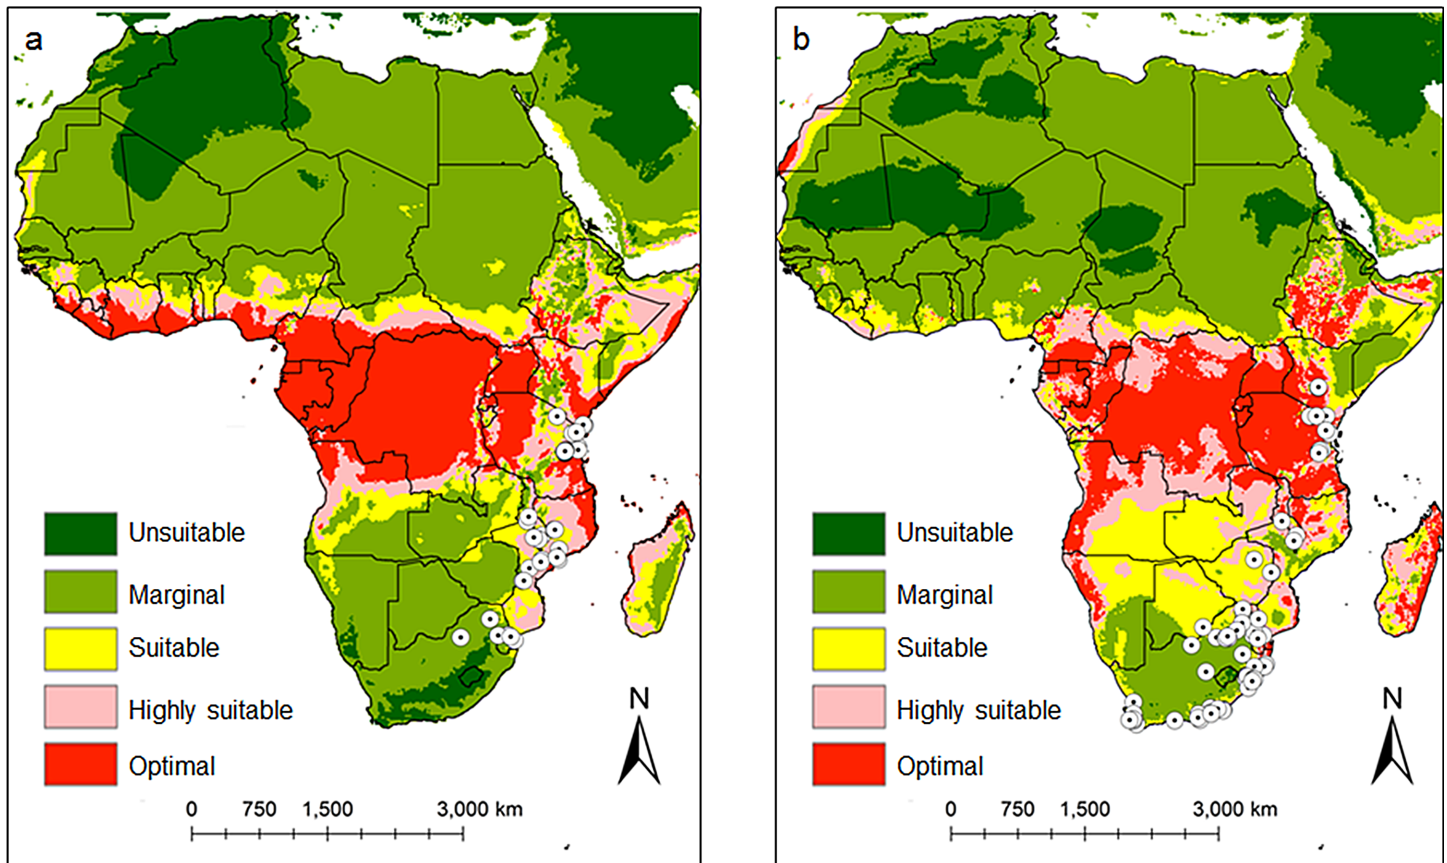 a
Unsuitable
Marginal
Suitable
Highly suitable
Optimal
N
0 750 1,500 3,000 km
b
Unsuitable
Marginal
Suitable
Highly suitable
Optimal
N
0 750 1,500 3,000 km